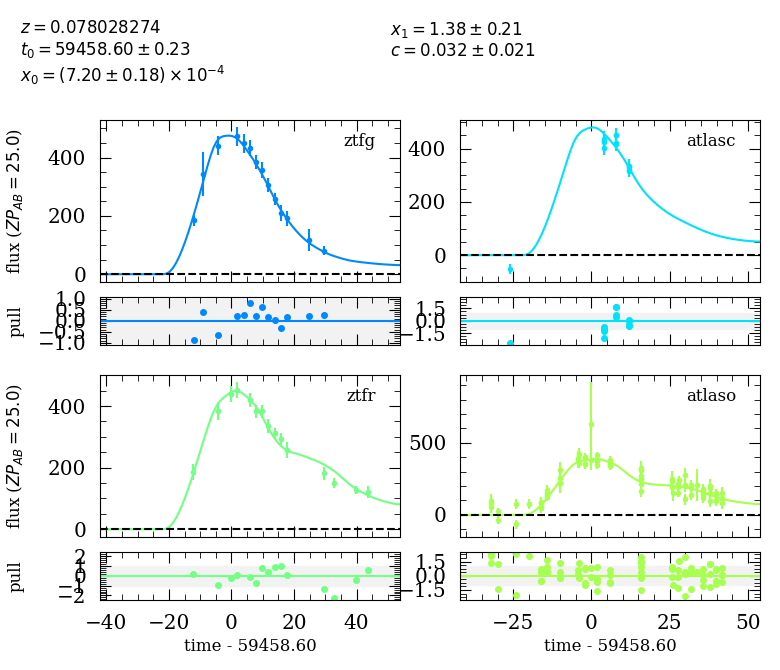 z = 0.078028274
t₀ = 59458.60 ± 0.23
x₀ = (7.20 ± 0.18) × 10⁻⁴
x₁ = 1.38 ± 0.21
c = 0.032 ± 0.021
flux (ZP_AB = 25.0)
400
200
0
ztfg
400
200
0
atlasc
pull
1.0
0.5
0.0
−0.5
−1.0
1.5
0.0
−1.5
flux (ZP_AB = 25.0)
400
200
0
ztfr
500
0
atlaso
pull
2
1
0
−1
−2
1.5
0.0
−1.5
−40 −20 0 20 40
−25 0 25 50
time - 59458.60
time - 59458.60